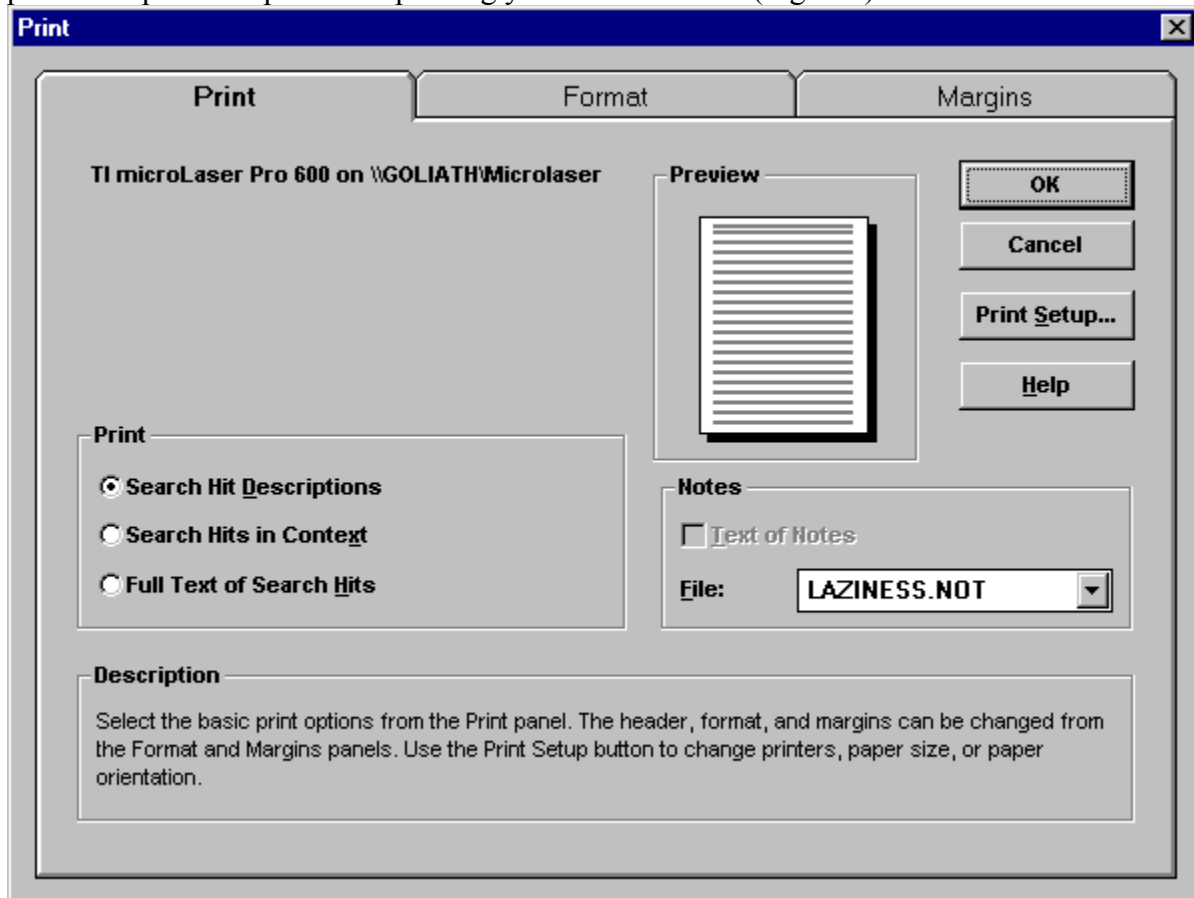 Print
Print Format Margins
TI microLaser Pro 600 on \\GOLIATH\Microlaser
Preview
OK
Cancel
Print Setup...
Help
Print
Search Hit Descriptions
Search Hits in Context
Full Text of Search Hits
Notes
Text of Notes
File: LAZINESS.NOT
Description
Select the basic print options from the Print panel. The header, format, and margins can be changed from
the Format and Margins panels. Use the Print Setup button to change printers, paper size, or paper
orientation.